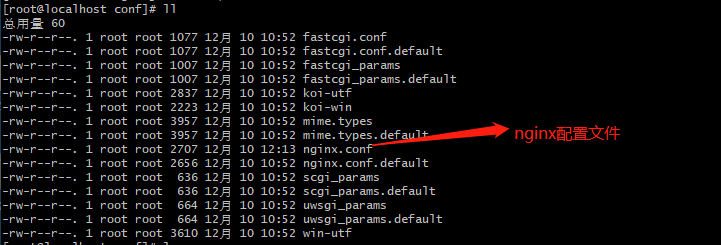 [root@localhost conf]# ll
总用量 60
-rw-r--r--. 1 root root 1077 12月 10 10:52 fastcgi.conf
-rw-r--r--. 1 root root 1077 12月 10 10:52 fastcgi.conf.default
-rw-r--r--. 1 root root 1007 12月 10 10:52 fastcgi_params
-rw-r--r--. 1 root root 1007 12月 10 10:52 fastcgi_params.default
-rw-r--r--. 1 root root 2837 12月 10 10:52 koi-utf
-rw-r--r--. 1 root root 2223 12月 10 10:52 koi-win
-rw-r--r--. 1 root root 3957 12月 10 10:52 mime.types
-rw-r--r--. 1 root root 3957 12月 10 10:52 mime.types.default
-rw-r--r--. 1 root root 2707 12月 10 12:13 nginx.conf
nginx配置文件
-rw-r--r--. 1 root root 2656 12月 10 10:52 nginx.conf.default
-rw-r--r--. 1 root root  636 12月 10 10:52 scgi_params
-rw-r--r--. 1 root root  636 12月 10 10:52 scgi_params.default
-rw-r--r--. 1 root root  664 12月 10 10:52 uwsgi_params
-rw-r--r--. 1 root root  664 12月 10 10:52 uwsgi_params.default
-rw-r--r--. 1 root root 3610 12月 10 10:52 win-utf